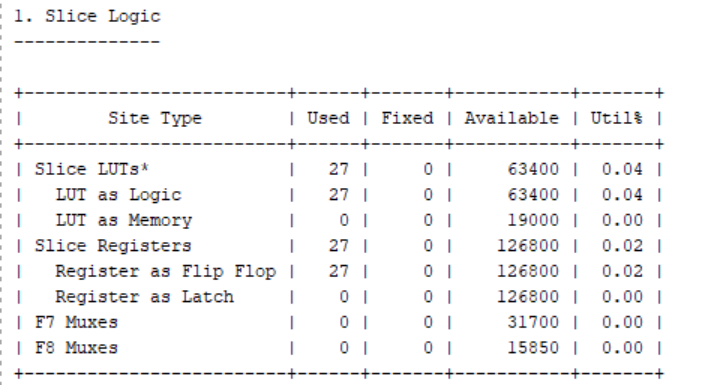 1. Slice Logic
--------------
+--------------------------+------+-------+-----------+-------+
|         Site Type        | Used | Fixed | Available | Util% |
+--------------------------+------+-------+-----------+-------+
| Slice LUTs*              |   27 |     0 |     63400 |  0.04 |
|   LUT as Logic           |   27 |     0 |     63400 |  0.04 |
|   LUT as Memory          |    0 |     0 |     19000 |  0.00 |
| Slice Registers          |   27 |     0 |    126800 |  0.02 |
|   Register as Flip Flop  |   27 |     0 |    126800 |  0.02 |
|   Register as Latch      |    0 |     0 |    126800 |  0.00 |
| F7 Muxes                 |    0 |     0 |     31700 |  0.00 |
| F8 Muxes                 |    0 |     0 |     15850 |  0.00 |
+--------------------------+------+-------+-----------+-------+